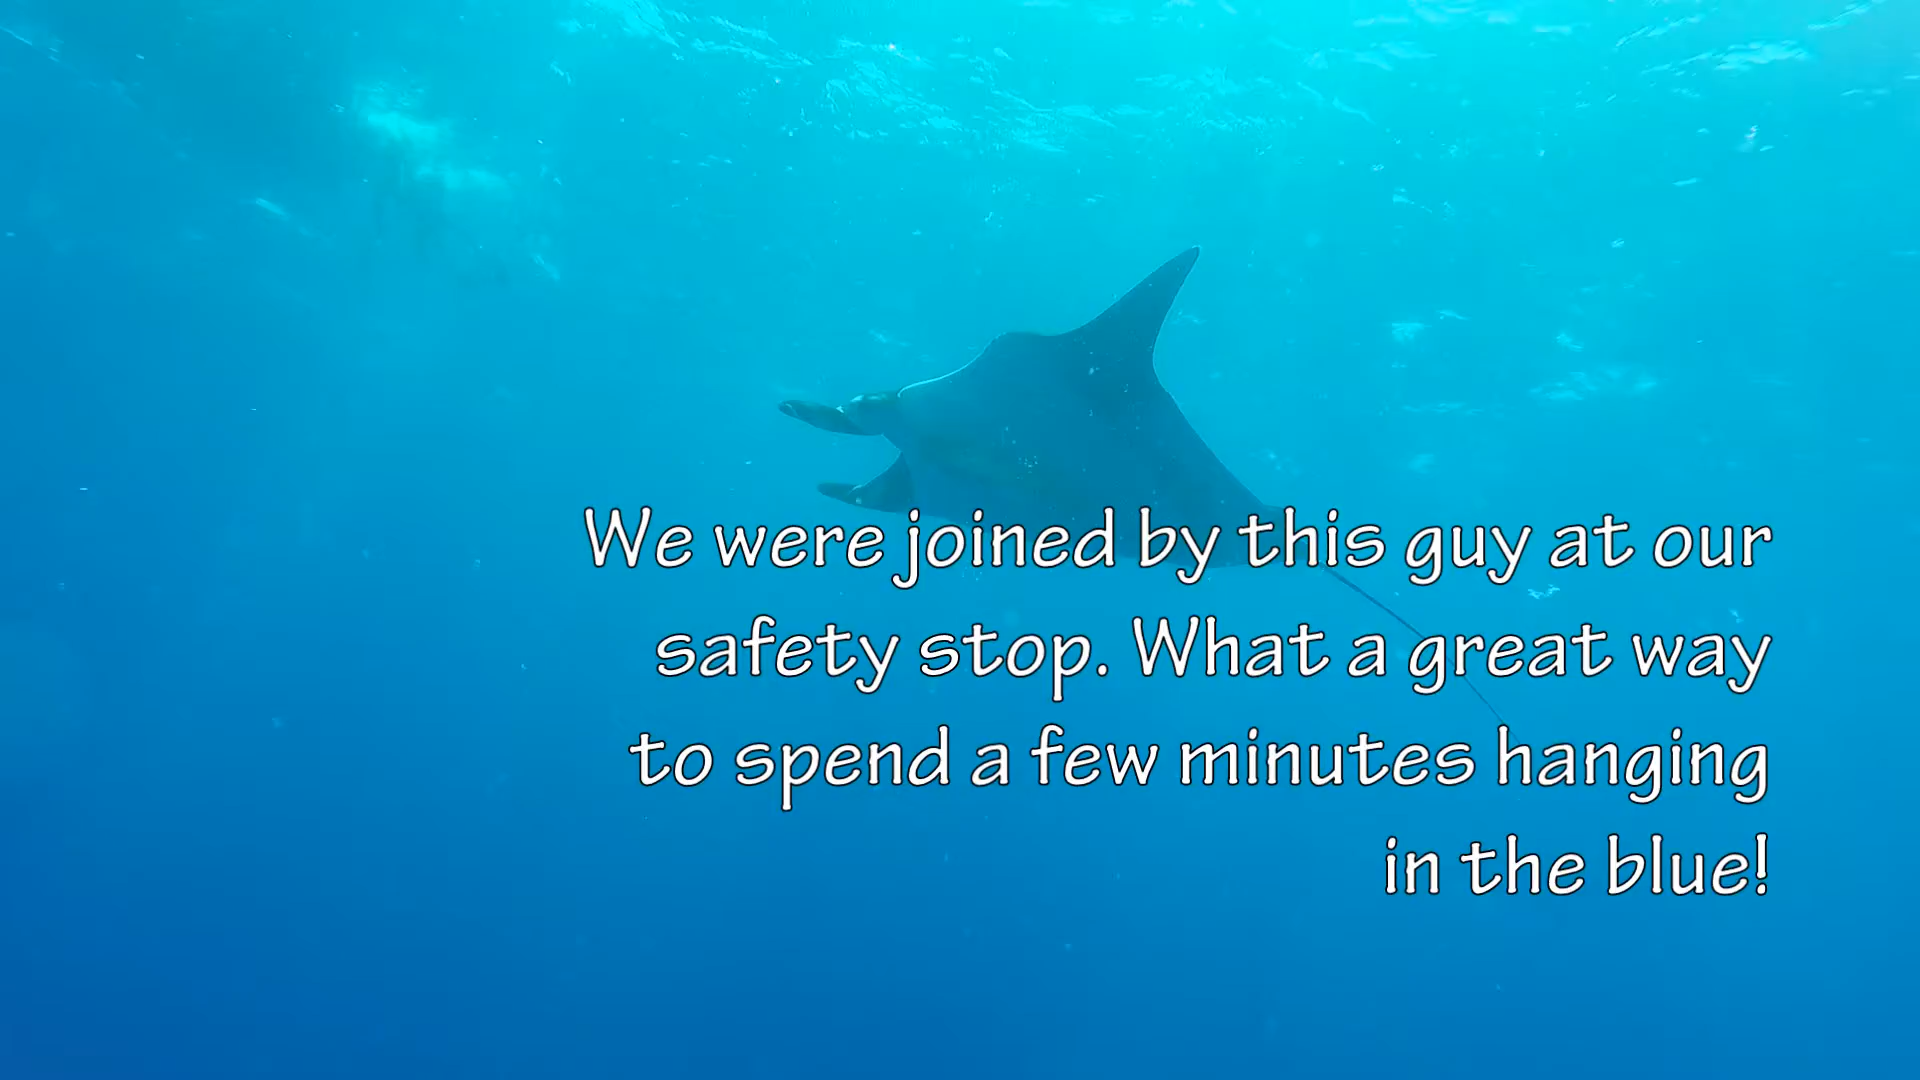 We were joined by this guy at our
safety stop. What a great way
to spend a few minutes hanging
in the blue!